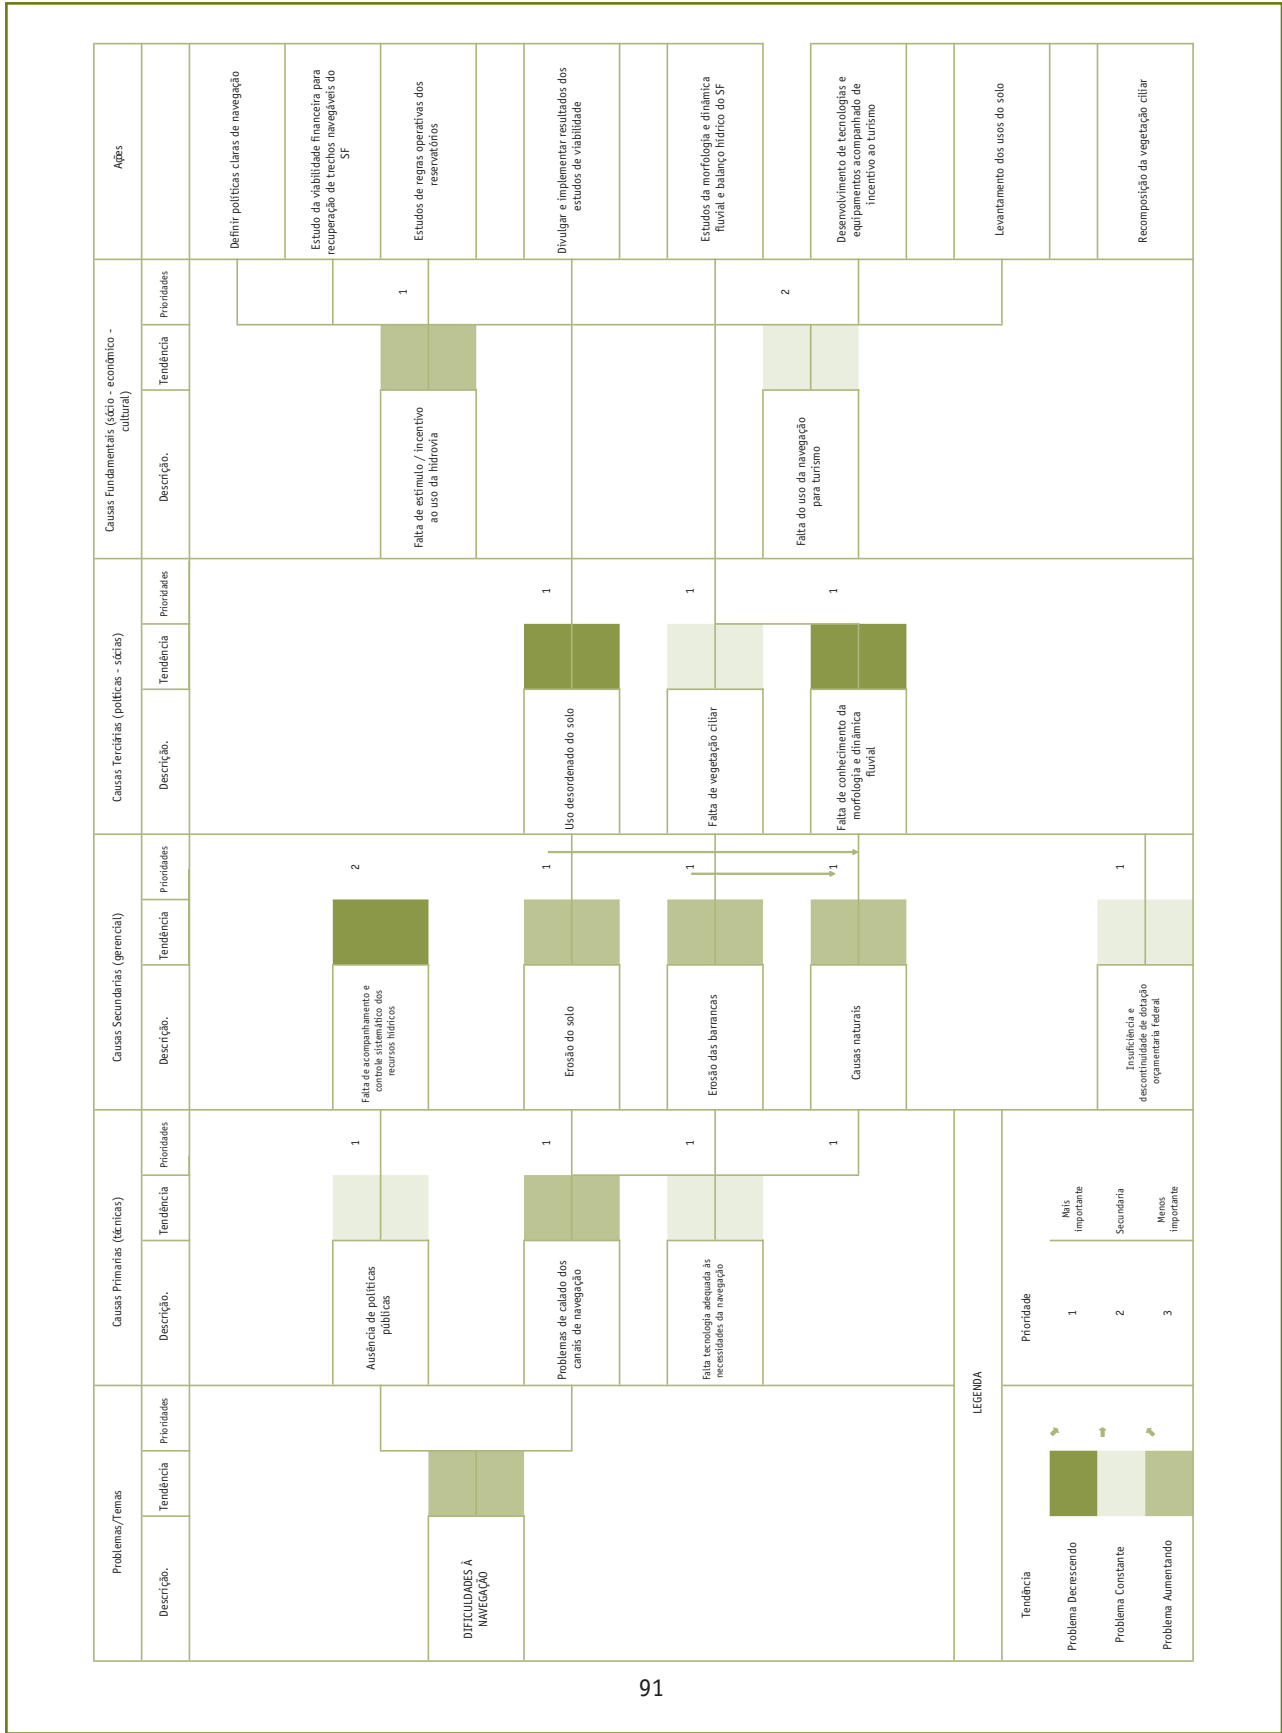 Problemas/Temas
Causas Primarias (técnicas)
Causas Secundarias (gerencial)
Causas Terciárias (polticas - sócias)
Causas Fundamentais (sócio - econômico -
cultural)
Ações
Descrição.
Tendência
Prioridades
Descrição.
Tendência
Prioridades
Descrição.
Tendência
Prioridades
Descrição.
Tendência
Prioridades
Descrição.
Tendência
Prioridades
DIFICULDADES À
NAVEGAÇÃO
Ausência de políticas
públicas
1
Problemas de calado dos
canais de navegação
1
Falta tecnologia adequada às
necessidades da navegação
1
1
Falta de acompanhamento e
controle sistemático dos
recursos hídricos
2
Erosão do solo
1
Erosão das barrancas
1
Causas naturais
1
Insuficiência e
descontinuidade de dotação
orçamentaria federal
1
Uso desordenado do solo
1
Falta de vegetação ciliar
1
Falta de conhecimento da
morfologia e dinâmica
fluvial
1
Falta de estimulo / incentivo
ao uso da hidrovia
1
Falta do uso da navegação
para turismo
2
Definir políticas claras de navegação
Estudo da viabilidade financeira para
recuperação de trechos navegáveis do
SF
Estudos de regras operativas dos
reservatórios
Divulgar e implementar resultados dos
estudos de viabilidade
Estudos da morfologia e dinâmica
fluvial e balanço hídrico do SF
Desenvolvimento de tecnologias e
equipamentos acompanhado de
incentivo ao turismo
Levantamento dos usos do solo
Recomposição da vegetação ciliar
LEGENDA
Tendência
Prioridade
Problema Decrescendo
1
Mais
importante
Problema Constante
2
Secundaria
Problema Aumentando
3
Menos
importante
91